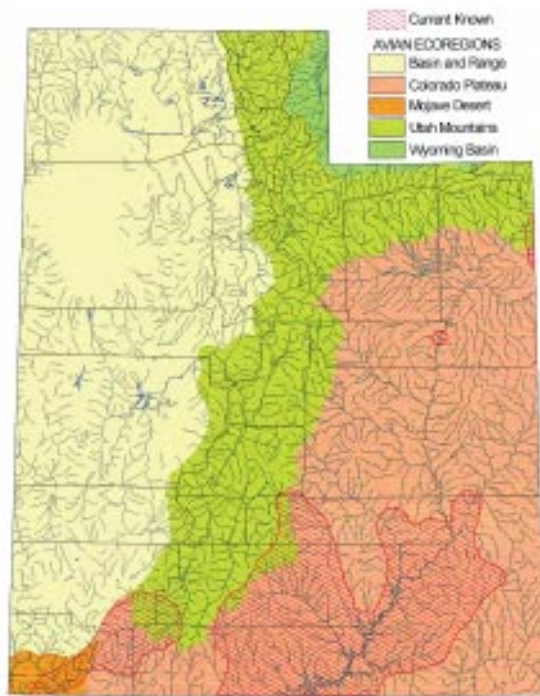 Current Known
AVIAN ECOREGIONS
Basin and Range
Colorado Plateau
Mojave Desert
Utah Mountains
Wyoming Basin